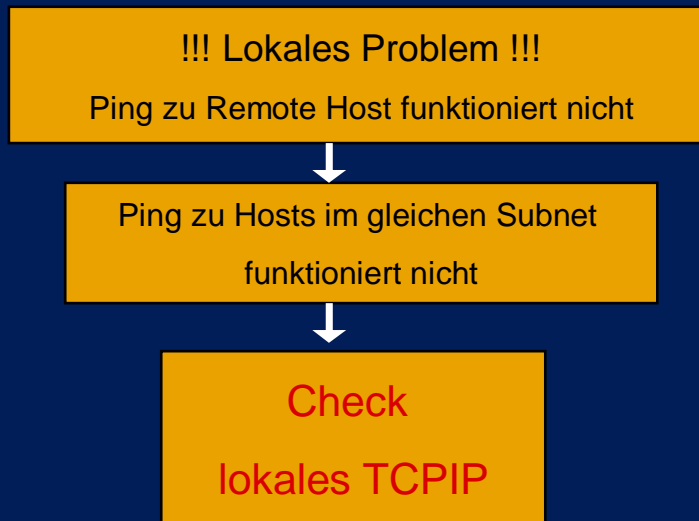 !!! Lokales Problem !!!
Ping zu Remote Host funktioniert nicht
Ping zu Hosts im gleichen Subnet
funktioniert nicht
Check
lokales TCPIP